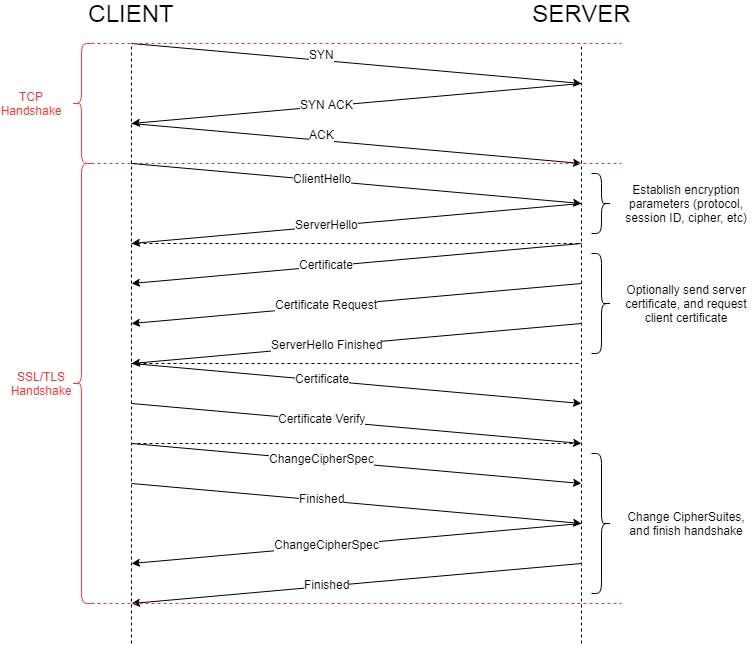 CLIENT
SERVER
SYN
TCP
Handshake
SYN ACK
ACK
ClientHello
Establish encryption
parameters (protocol,
session ID, cipher, etc)
ServerHello
Certificate
Optionally send server
certificate, and request
client certificate
Certificate Request
ServerHello Finished
SSL/TLS
Handshake
Certificate
Certificate Verify
ChangeCipherSpec
Finished
Change CipherSuites,
and finish handshake
ChangeCipherSpec
Finished